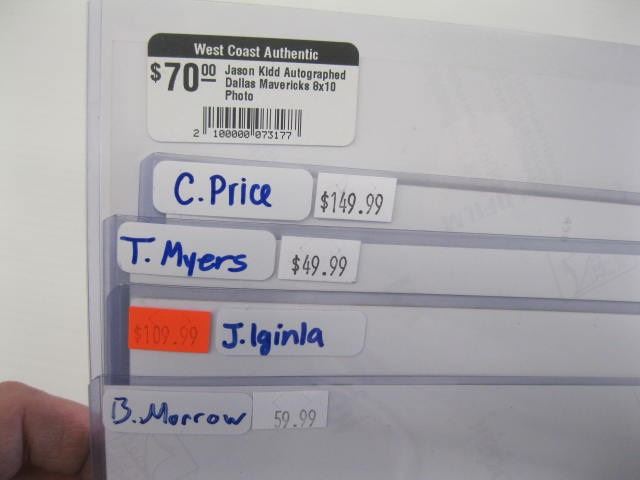 West Coast Authentic
$70.00 Jason Kidd Autographed
Dallas Mavericks 8x10
Photo
2 100000 073177
C. Price $149.99
T. Myers $49.99
$109.99 J. Iginla
B. Morrow 59.99